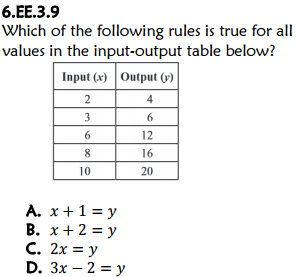 6.EE.3.9
Which of the following rules is true for all
values in the input-output table below?
Input (x) Output (y)
2 4
3 6
6 12
8 16
10 20
A. x + 1 = y
B. x + 2 = y
C. 2x = y
D. 3x − 2 = y